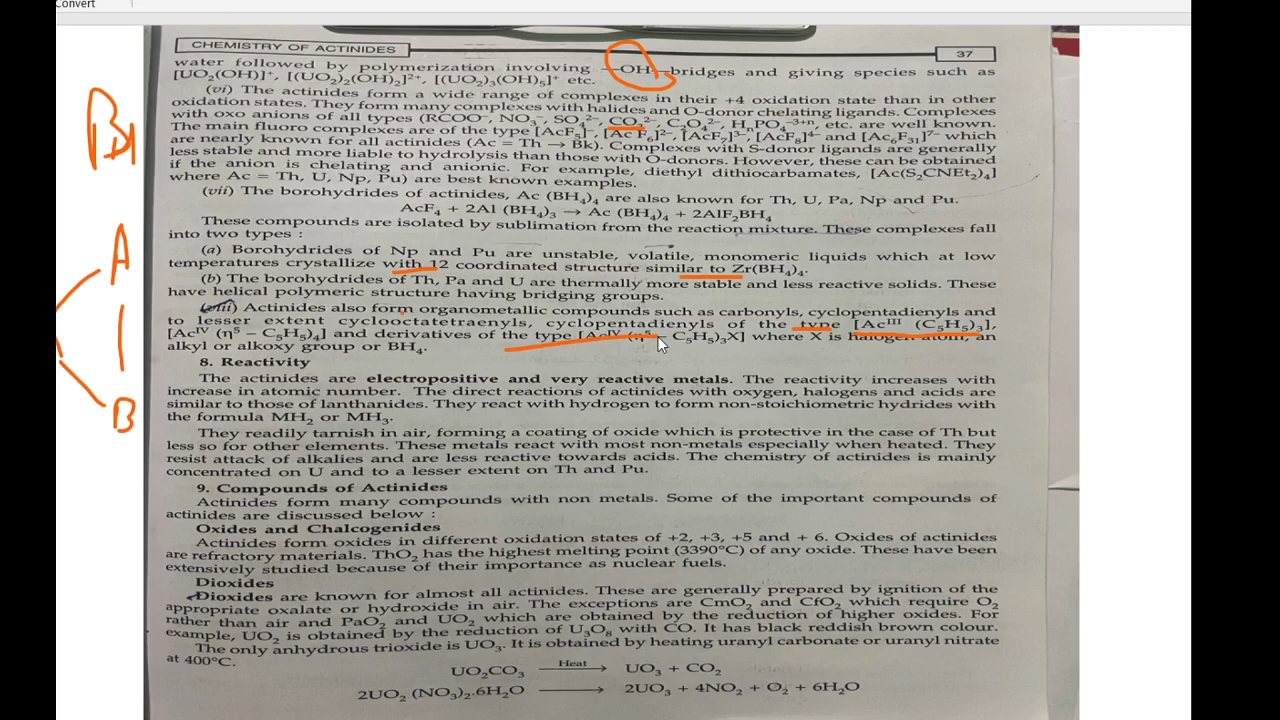 Convert
CHEMISTRY OF ACTINIDES
37
water followed by polymerization involving —OH—bridges and giving species such as
[UO₂(OH)]⁺, [(UO₂)₂(OH)₂]²⁺, [(UO₂)₃(OH)₅]⁺ etc.
(vi) The actinides form a wide range of complexes in their +4 oxidation state than in other
oxidation states. They form many complexes with halides and O-donor chelating ligands. Complexes
with oxo anions of all types (RCOO⁻, NO₃⁻, SO₄²⁻, CO₃²⁻, C₂O₄²⁻, HₙPO₄⁻³⁺ⁿ, etc. are well known.
The main fluoro complexes are of the type [AcF₅]⁻, [Ac F₆]²⁻, [AcF₇]³⁻, [AcF₈]⁴⁻ and [Ac₆F₃₁]⁷⁻ which
are nearly known for all actinides (Ac = Th → Bk). Complexes with S-donor ligands are generally
less stable and more liable to hydrolysis than those with O-donors. However, these can be obtained
if the anion is chelating and anionic. For example, diethyl dithiocarbamates, [Ac(S₂CNEt₂)₄]
where Ac = Th, U, Np, Pu) are best known examples.
(vii) The borohydrides of actinides, Ac (BH₄)₄ are also known for Th, U, Pa, Np and Pu.
AcF₄ + 2Al (BH₄)₃ → Ac (BH₄)₄ + 2AlF₂BH₄
These compounds are isolated by sublimation from the reaction mixture. These complexes fall
into two types :
(a) Borohydrides of Np and Pu are unstable, volatile, monomeric liquids which at low
temperatures crystallize with 12 coordinated structure similar to Zr(BH₄)₄.
(b) The borohydrides of Th, Pa and U are thermally more stable and less reactive solids. These
have helical polymeric structure having bridging groups.
(viii) Actinides also form organometallic compounds such as carbonyls, cyclopentadienyls and
to lesser extent cyclooctatetraenyls, cyclopentadienyls of the type [Acᴵᴵᴵ (C₅H₅)₃],
[Acᴵⱽ (η⁵ – C₅H₅)₄] and derivatives of the type [Acᴵⱽ (η⁵ – C₅H₅)₃X] where X is halogen atom, an
alkyl or alkoxy group or BH₄.
8. Reactivity
The actinides are electropositive and very reactive metals. The reactivity increases with
increase in atomic number. The direct reactions of actinides with oxygen, halogens and acids are
similar to those of lanthanides. They react with hydrogen to form non-stoichiometric hydrides with
the formula MH₂ or MH₃.
They readily tarnish in air, forming a coating of oxide which is protective in the case of Th but
less so for other elements. These metals react with most non-metals especially when heated. They
resist attack of alkalies and are less reactive towards acids. The chemistry of actinides is mainly
concentrated on U and to a lesser extent on Th and Pu.
9. Compounds of Actinides
Actinides form many compounds with non metals. Some of the important compounds of
actinides are discussed below :
Oxides and Chalcogenides
Actinides form oxides in different oxidation states of +2, +3, +5 and + 6. Oxides of actinides
are refractory materials. ThO₂ has the highest melting point (3390°C) of any oxide. These have been
extensively studied because of their importance as nuclear fuels.
Dioxides
Dioxides are known for almost all actinides. These are generally prepared by ignition of the
appropriate oxalate or hydroxide in air. The exceptions are CmO₂ and CfO₂ which require O₂
rather than air and PaO₂ and UO₂ which are obtained by the reduction of higher oxides. For
example, UO₂ is obtained by the reduction of U₃O₈ with CO. It has black reddish brown colour.
The only anhydrous trioxide is UO₃. It is obtained by heating uranyl carbonate or uranyl nitrate
at 400°C.
UO₂CO₃ Heat → UO₃ + CO₂
2UO₂ (NO₃)₂.6H₂O → 2UO₃ + 4NO₂ + O₂ + 6H₂O
A
B